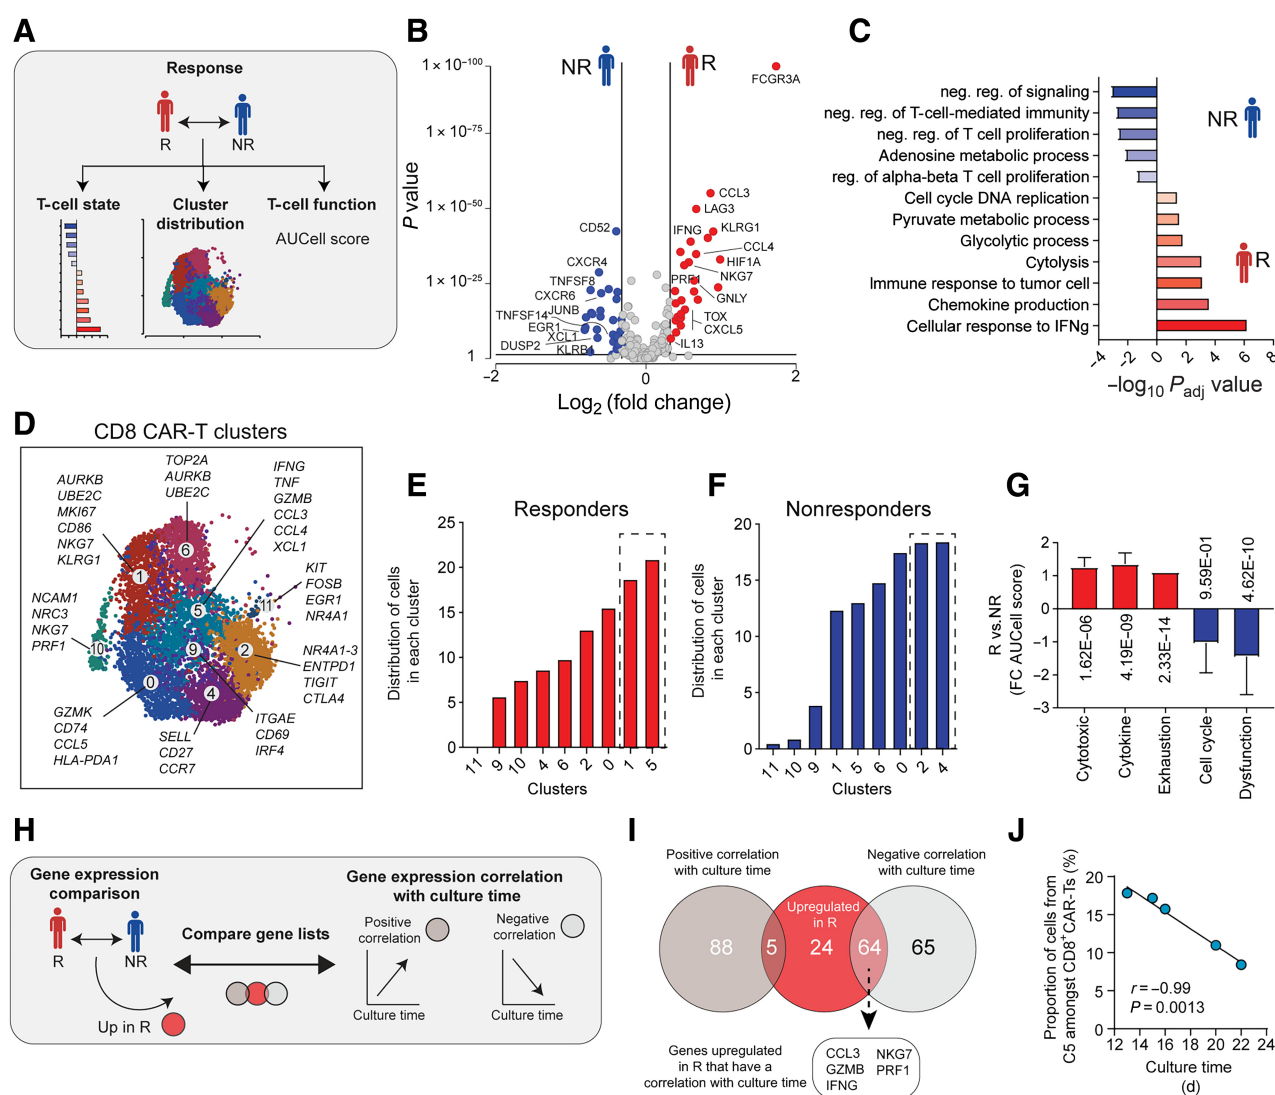 A
Response
R
NR
T-cell state
Cluster
distribution
T-cell function
AUCell score
B
NR
R
P value
1 × 10⁻¹⁰⁰
1 × 10⁻⁷⁵
1 × 10⁻⁵⁰
1 × 10⁻²⁵
1
FCGR3A
CCL3
LAG3
CD52
IFNG
KLRG1
CCL4
CXCR4
HIF1A
TNFSF8
PRF1
NKG7
CXCR6
GNLY
JUNB
TNFSF14
TOX
EGR1
CXCL5
XCL1
DUSP2
IL13
KLRB1
−2
0
2
Log₂ (fold change)
C
neg. reg. of signaling
neg. reg. of T-cell-mediated immunity
neg. reg. of T cell proliferation
Adenosine metabolic process
reg. of alpha-beta T cell proliferation
Cell cycle DNA replication
Pyruvate metabolic process
Glycolytic process
Cytolysis
Immune response to tumor cell
Chemokine production
Cellular response to IFNg
NR
R
−4 −2 0 2 4 6 8
−log₁₀ Padj value
D
CD8 CAR-T clusters
AURKB
UBE2C
MKI67
CD86
NKG7
KLRG1
TOP2A
AURKB
UBE2C
IFNG
TNF
GZMB
CCL3
CCL4
XCL1
KIT
FOSB
EGR1
NR4A1
NCAM1
NRC3
NKG7
PRF1
NR4A1-3
ENTPD1
TIGIT
CTLA4
GZMK
CD74
CCL5
HLA-PDA1
SELL
CD27
CCR7
ITGAE
CD69
IRF4
6
1
5
11
10
9
2
0
4
E
Responders
Distribution of cells
in each cluster
25
20
15
10
5
0
11 9 10 4 6 2 0 1 5
Clusters
F
Nonresponders
Distribution of cells
in each cluster
20
15
10
5
0
11 10 9 1 5 6 0 2 4
Clusters
G
R vs.NR
(FC AUCell score)
2
1
0
−1
−2
−3
1.62E-06
4.19E-09
2.33E-14
9.59E-01
4.62E-10
Cytotoxic
Cytokine
Exhaustion
Cell cycle
Dysfunction
H
Gene expression
comparison
R
NR
Up in R
Compare gene lists
Gene expression correlation
with culture time
Positive
correlation
Culture time
Negative
correlation
Culture time
I
Positive correlation
with culture time
Negative correlation
with culture time
Upregulated
in R
88
5
24
64
65
Genes upregulated
in R that have a
correlation with culture time
CCL3 NKG7
GZMB PRF1
IFNG
J
Proportion of cells from
C5 amongst CD8⁺CAR-Ts (%)
20
15
10
5
0
r = −0.99
P = 0.0013
12 14 16 18 20 22 24
Culture time
(d)